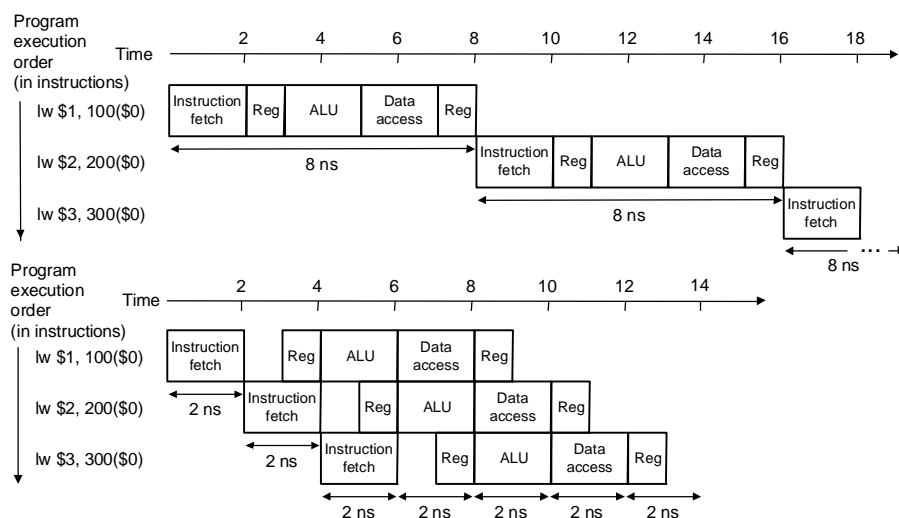 Program
execution
order
(in instructions)
Time
2 4 6 8 10 12 14 16 18
lw $1, 100($0)
Instruction
fetch
Reg
ALU
Data
access
Reg
8 ns
lw $2, 200($0)
Instruction
fetch
Reg
ALU
Data
access
Reg
8 ns
lw $3, 300($0)
Instruction
fetch
...
8 ns
Program
execution
order
(in instructions)
Time
2 4 6 8 10 12 14
lw $1, 100($0)
Instruction
fetch
Reg
ALU
Data
access
Reg
2 ns
lw $2, 200($0)
Instruction
fetch
Reg
ALU
Data
access
Reg
2 ns
lw $3, 300($0)
Instruction
fetch
Reg
ALU
Data
access
Reg
2 ns 2 ns 2 ns 2 ns 2 ns